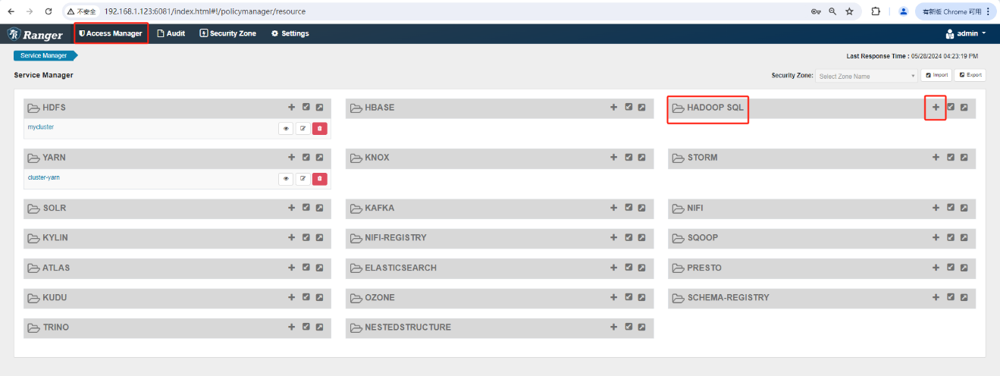 不安全 192.168.1.123:6081/index.html#!/policymanager/resource 有新版 Chrome 可用
Ranger Access Manager Audit Security Zone Settings admin
Service Manager Last Response Time : 05/28/2024 04:23:19 PM
Service Manager Security Zone: Select Zone Name Import Export
HDFS HBASE HADOOP SQL
mycluster
YARN KNOX STORM
cluster-yarn
SOLR KAFKA NIFI
KYLIN NIFI-REGISTRY SQOOP
ATLAS ELASTICSEARCH PRESTO
KUDU OZONE SCHEMA-REGISTRY
TRINO NESTEDSTRUCTURE